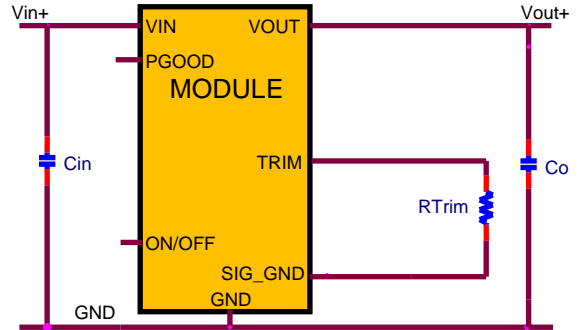 Vin+
Vout+
VIN
VOUT
PGOOD
MODULE
Cin
TRIM
Co
RTrim
ON/OFF
SIG_GND
GND
GND